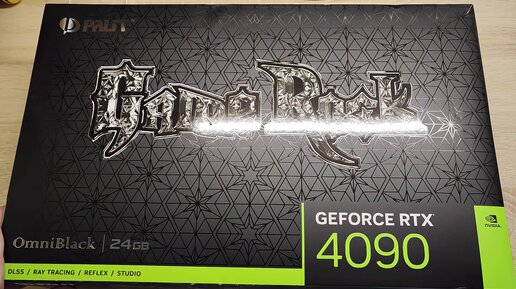 PALIT
GAMEROCK
GEFORCE RTX
4090
NVIDIA
OmniBlack | 24GB
DLSS / RAY TRACING / REFLEX / STUDIO